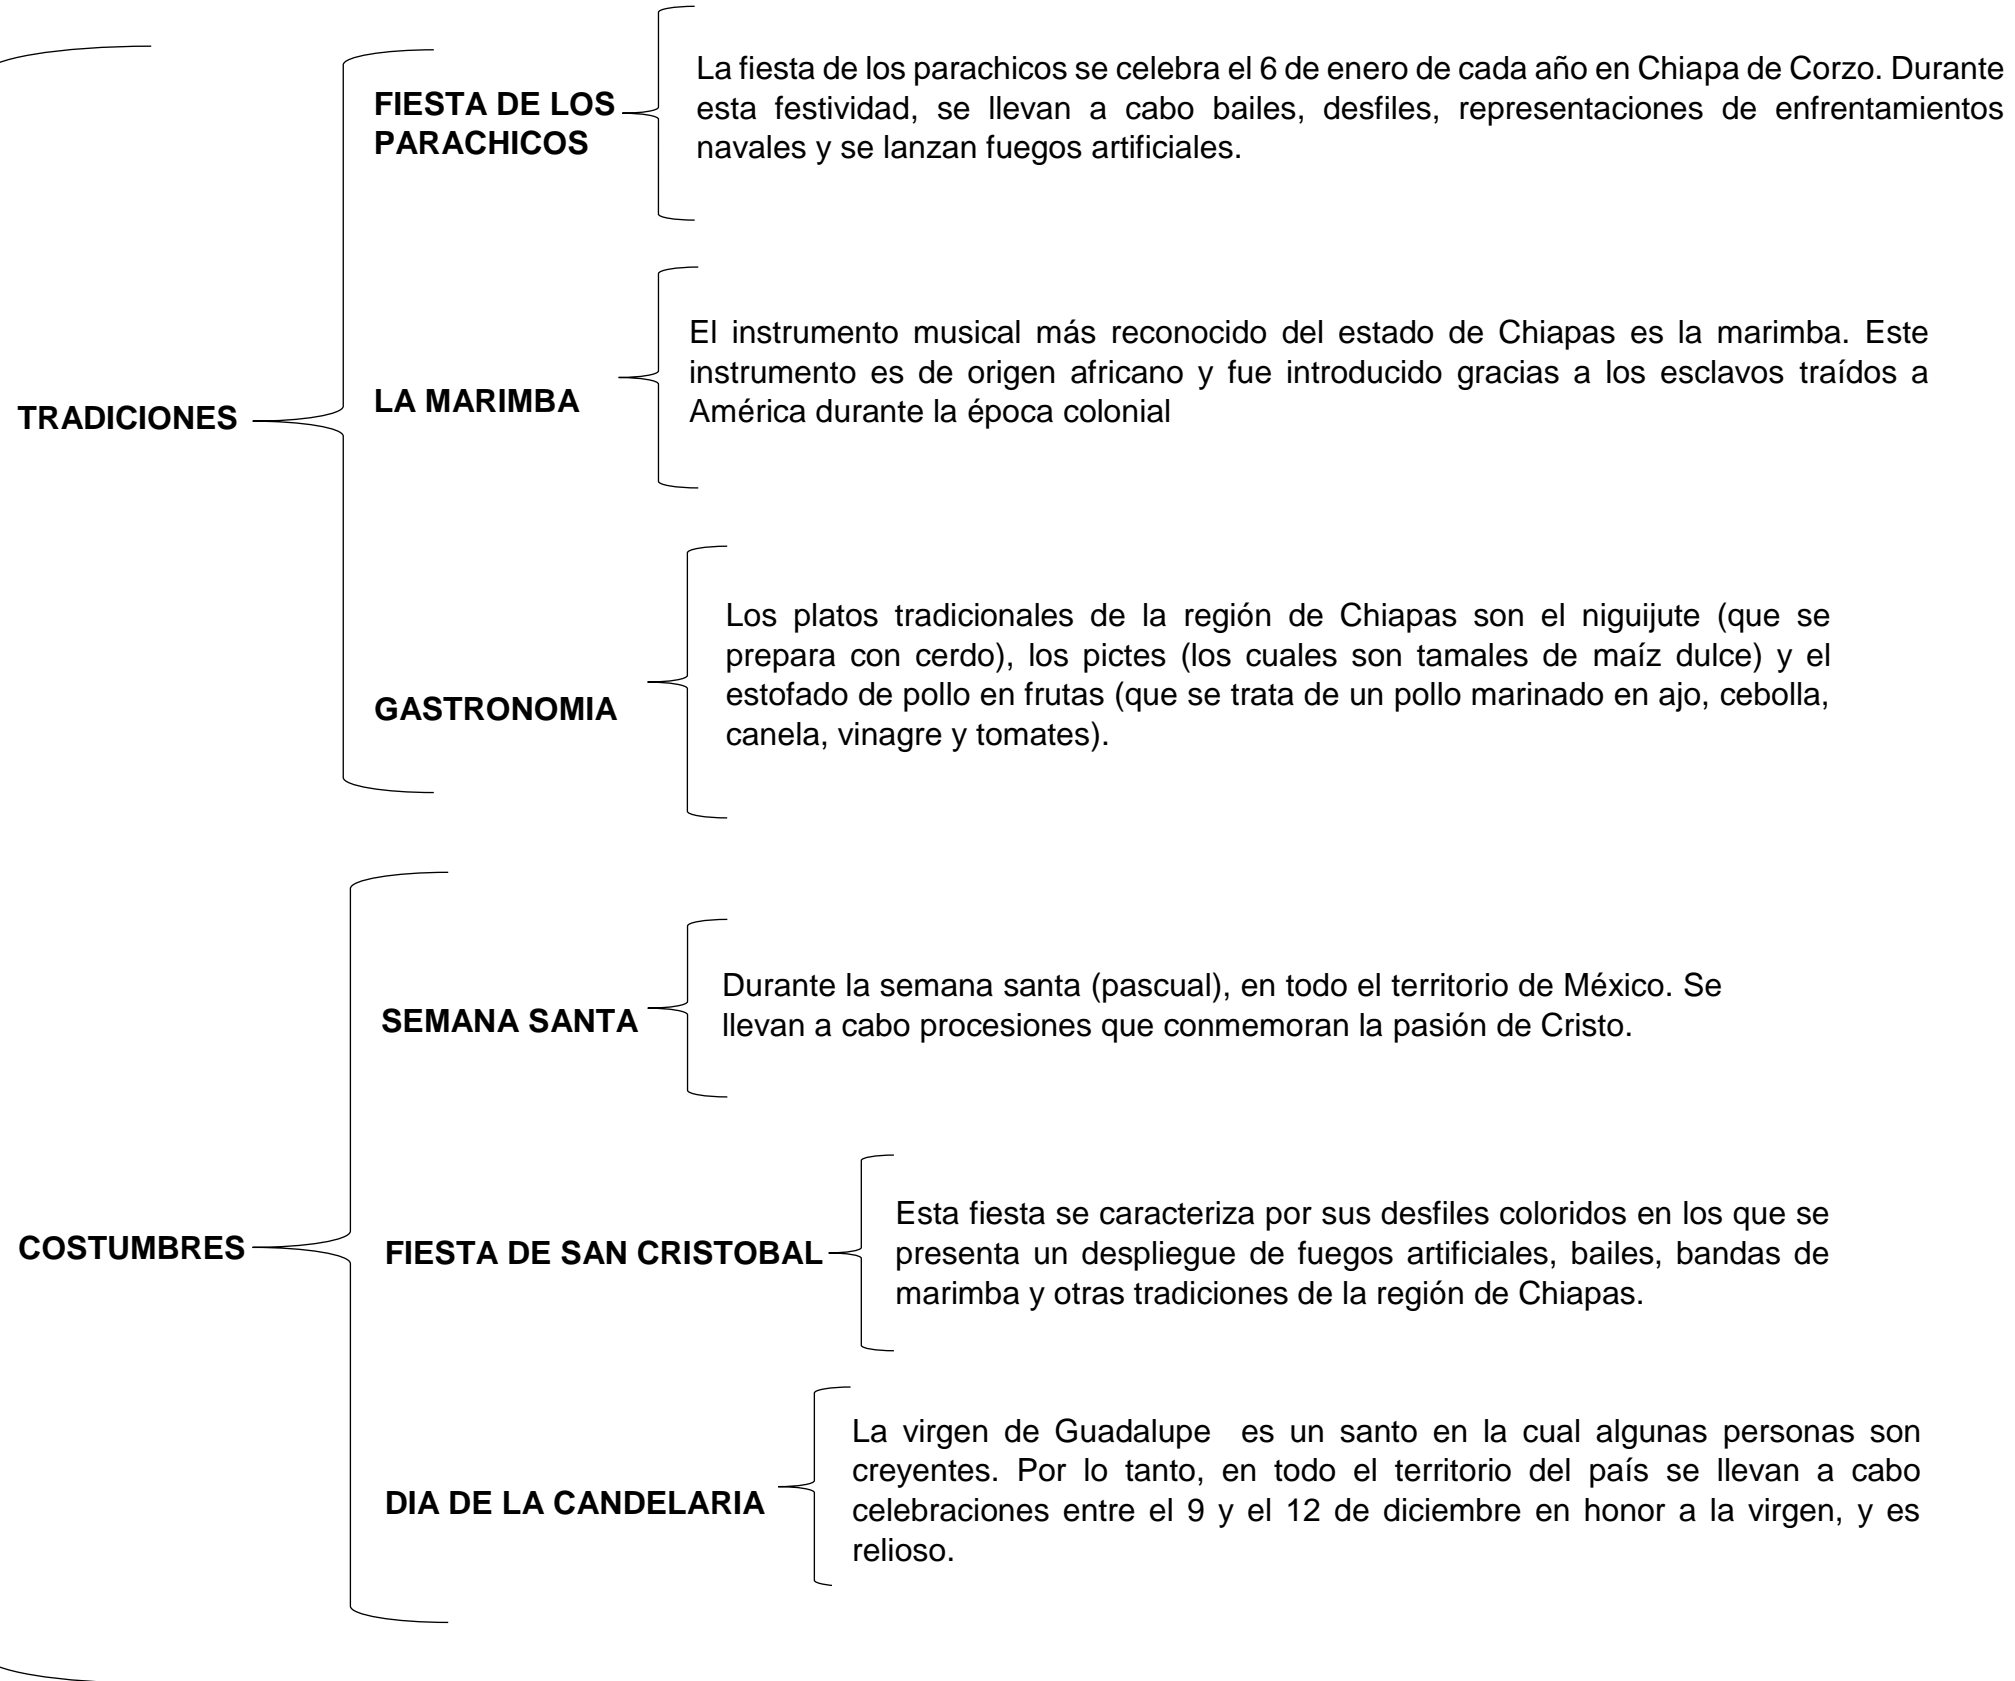 TRADICIONES
FIESTA DE LOS
PARACHICOS
La fiesta de los parachicos se celebra el 6 de enero de cada año en Chiapa de Corzo. Durante
esta festividad, se llevan a cabo bailes, desfiles, representaciones de enfrentamientos
navales y se lanzan fuegos artificiales.
LA MARIMBA
El instrumento musical más reconocido del estado de Chiapas es la marimba. Este
instrumento es de origen africano y fue introducido gracias a los esclavos traídos a
América durante la época colonial
GASTRONOMIA
Los platos tradicionales de la región de Chiapas son el niguijute (que se
prepara con cerdo), los pictes (los cuales son tamales de maíz dulce) y el
estofado de pollo en frutas (que se trata de un pollo marinado en ajo, cebolla,
canela, vinagre y tomates).
COSTUMBRES
SEMANA SANTA
Durante la semana santa (pascual), en todo el territorio de México. Se
llevan a cabo procesiones que conmemoran la pasión de Cristo.
FIESTA DE SAN CRISTOBAL
Esta fiesta se caracteriza por sus desfiles coloridos en los que se
presenta un despliegue de fuegos artificiales, bailes, bandas de
marimba y otras tradiciones de la región de Chiapas.
DIA DE LA CANDELARIA
La virgen de Guadalupe  es un santo en la cual algunas personas son
creyentes. Por lo tanto, en todo el territorio del país se llevan a cabo
celebraciones entre el 9 y el 12 de diciembre en honor a la virgen, y es
relioso.